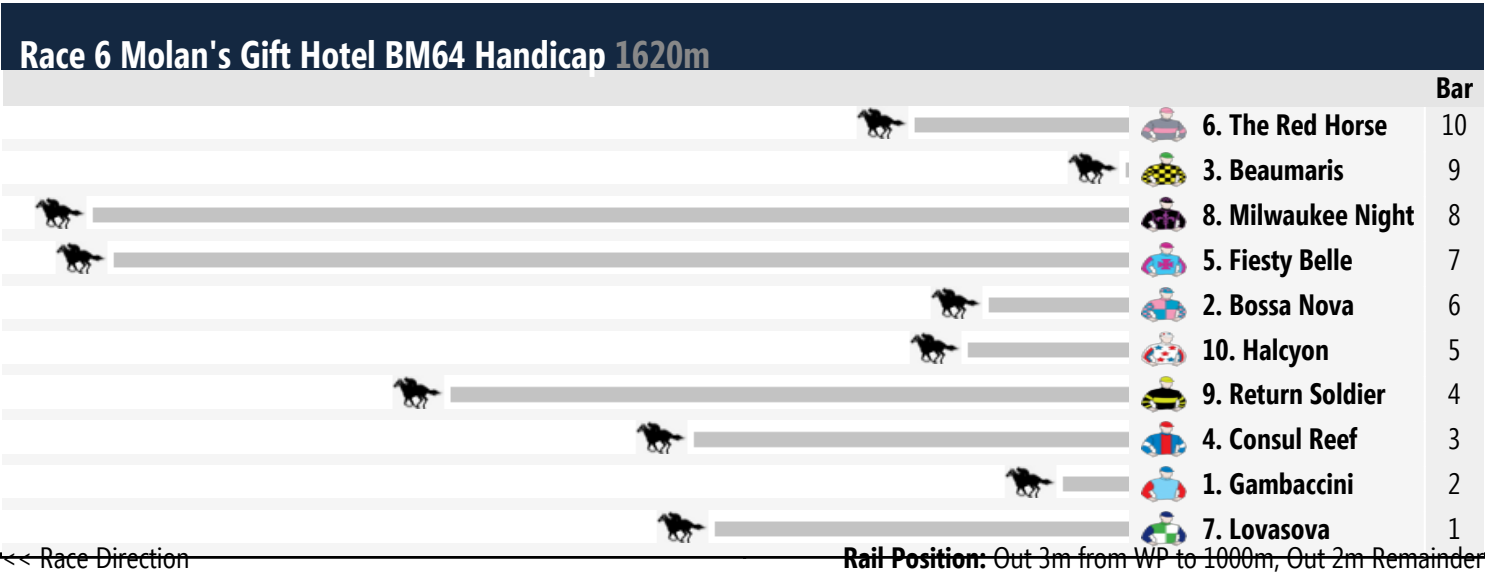 Race 6 Molan's Gift Hotel BM64 Handicap 1620m
Bar
6. The Red Horse 10
3. Beaumaris 9
8. Milwaukee Night 8
5. Fiesty Belle 7
2. Bossa Nova 6
10. Halcyon 5
9. Return Soldier 4
4. Consul Reef 3
1. Gambaccini 2
7. Lovasova 1
<< Race Direction Rail Position: Out 3m from WP to 1000m, Out 2m Remainder